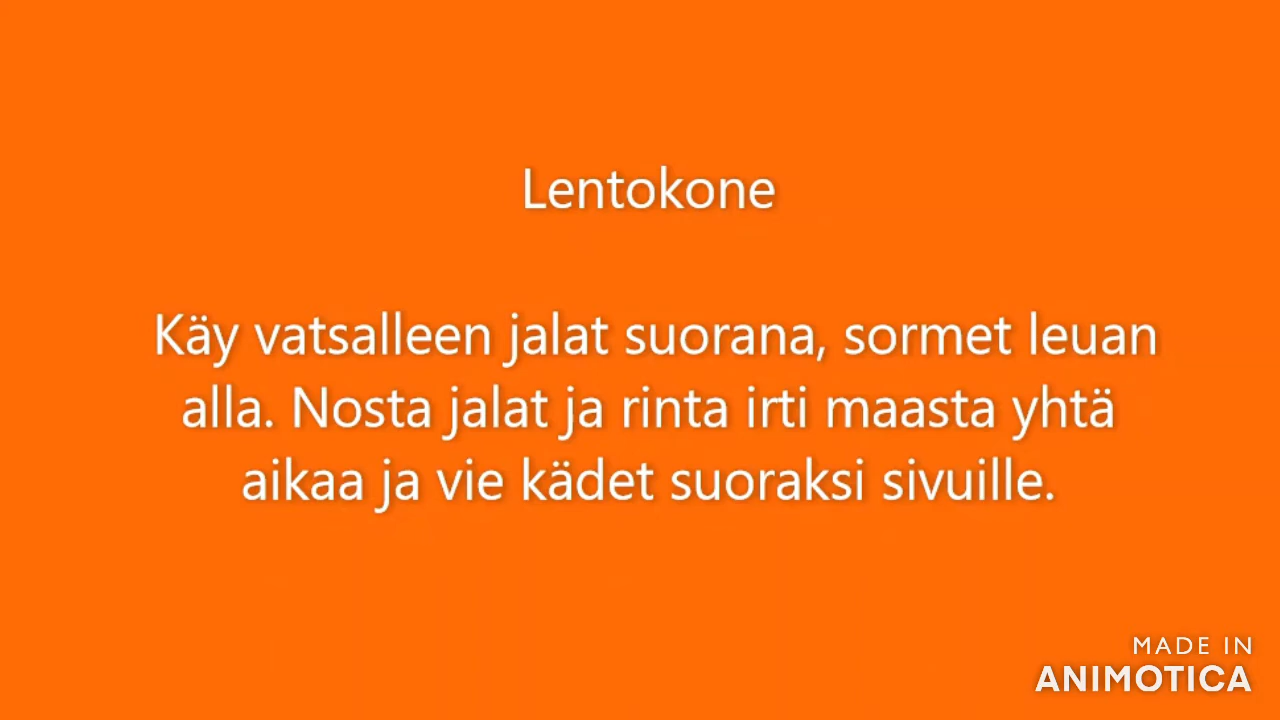 Lentokone
Käy vatsalleen jalat suorana, sormet leuan
alla. Nosta jalat ja rinta irti maasta yhtä
aikaa ja vie kädet suoraksi sivuille.
MADE IN
ANIMOTICA